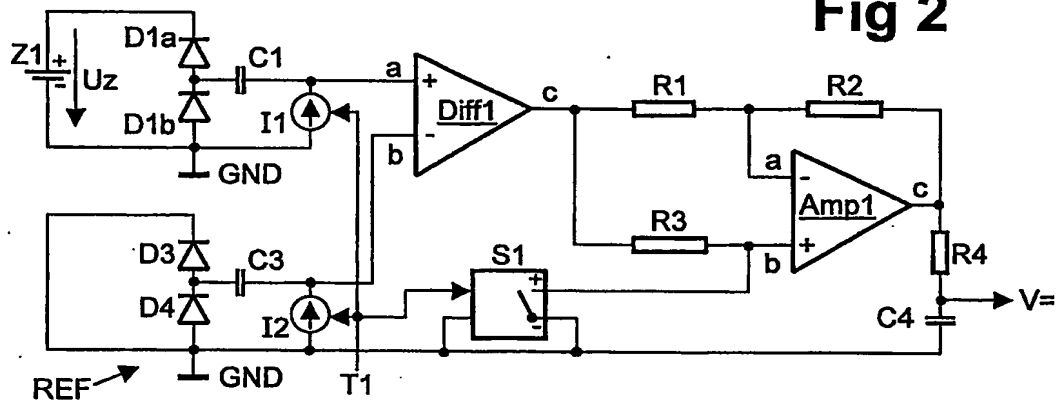 Fig 2
D1a
Z1
+
-
Uz
C1
D1b
I1
GND
a
+
Diff1
-
b
c
R1
R2
a
-
Amp1
+
b
c
R3
R4
D3
C3
D4
I2
S1
+
-
C4
V=
REF
GND
T1